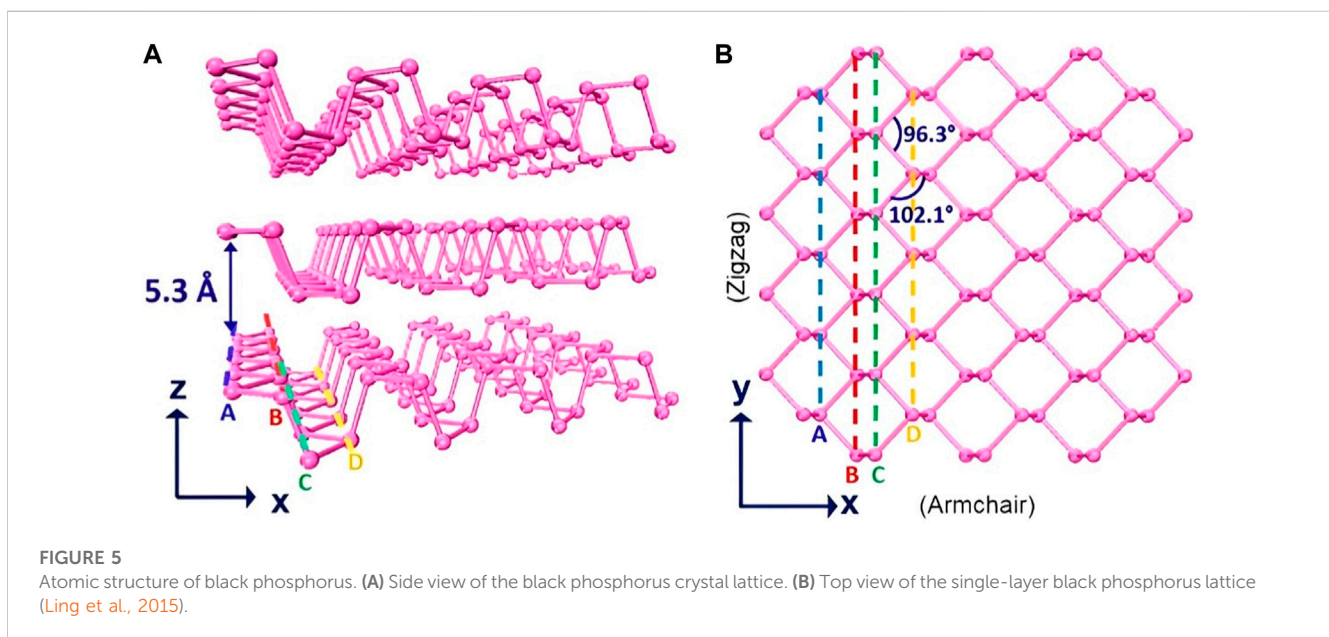 A
B
5.3 Å
96.3°
102.1°
(Zigzag)
z
A
B
C
D
x
y
A
B
C
D
x
(Armchair)
FIGURE 5
Atomic structure of black phosphorus. (A) Side view of the black phosphorus crystal lattice. (B) Top view of the single-layer black phosphorus lattice
(Ling et al., 2015).